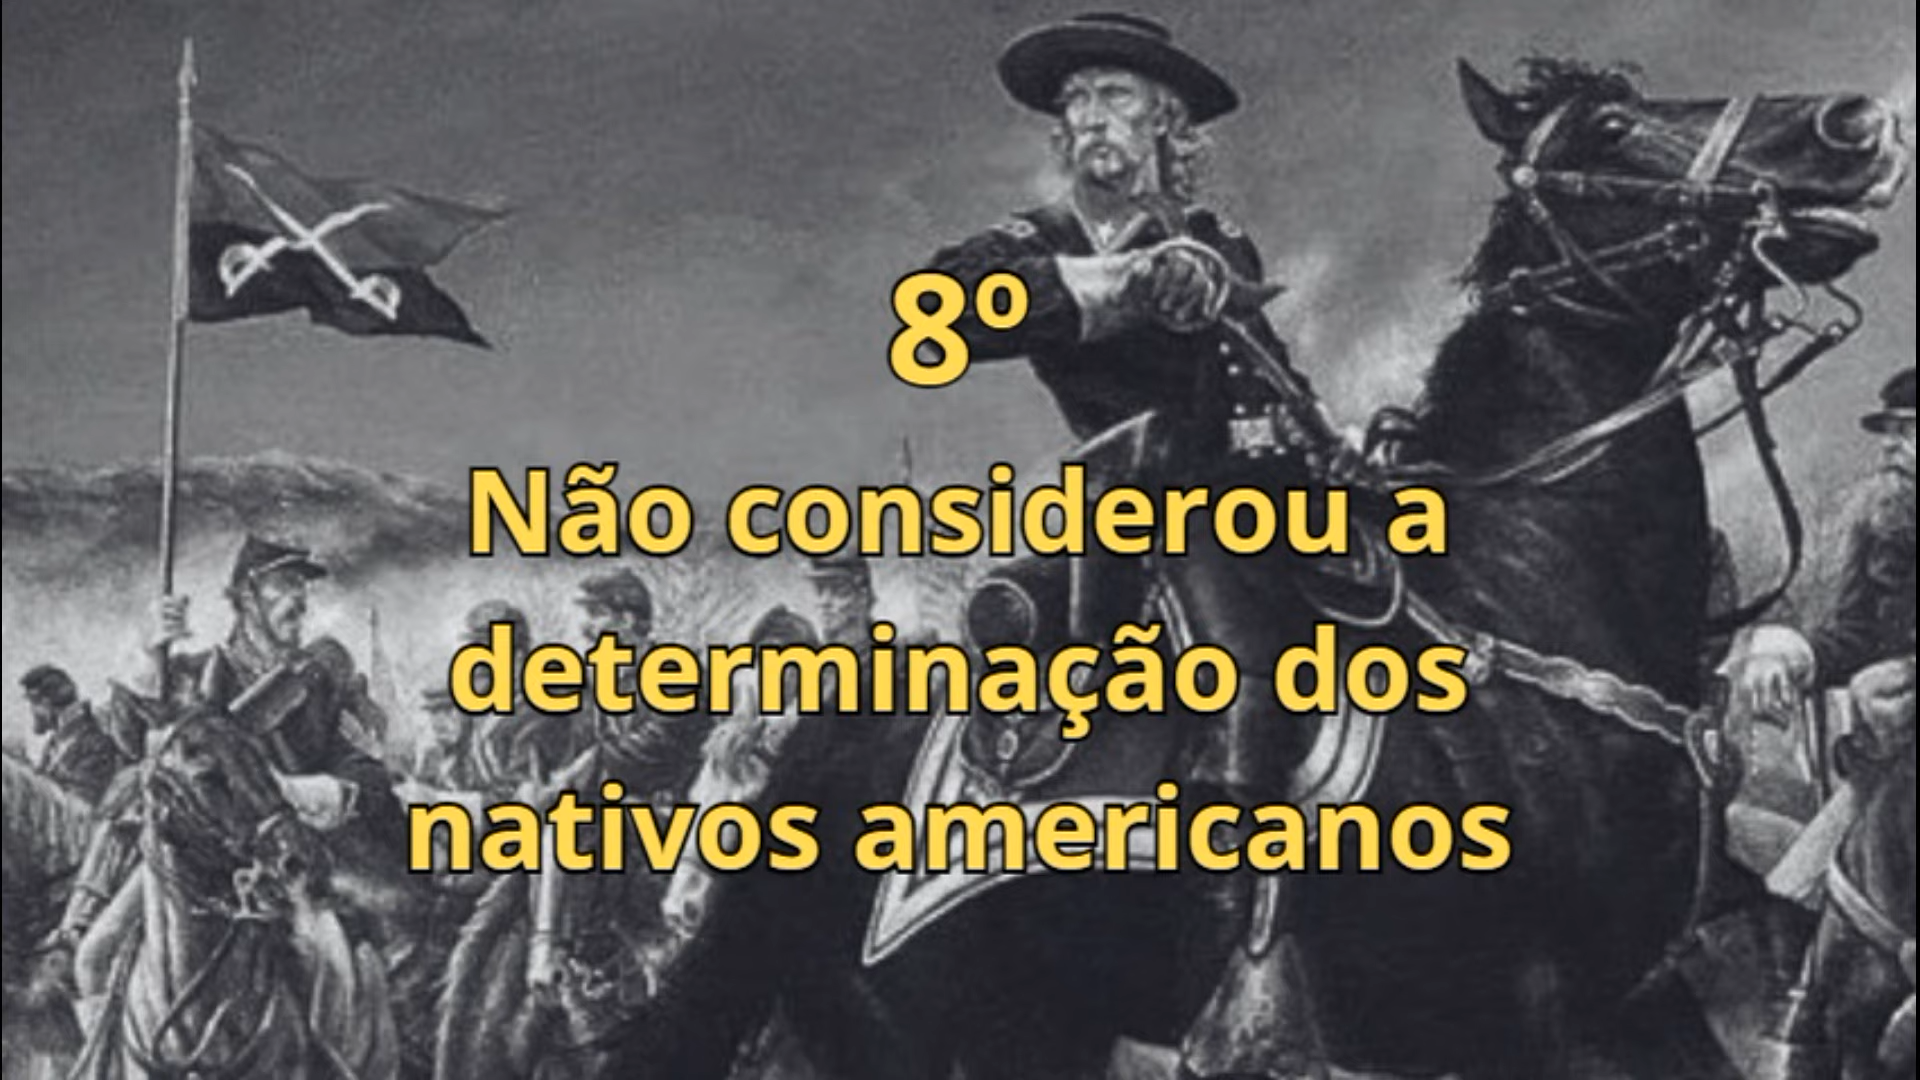 8º
Não considerou a
determinação dos
nativos americanos